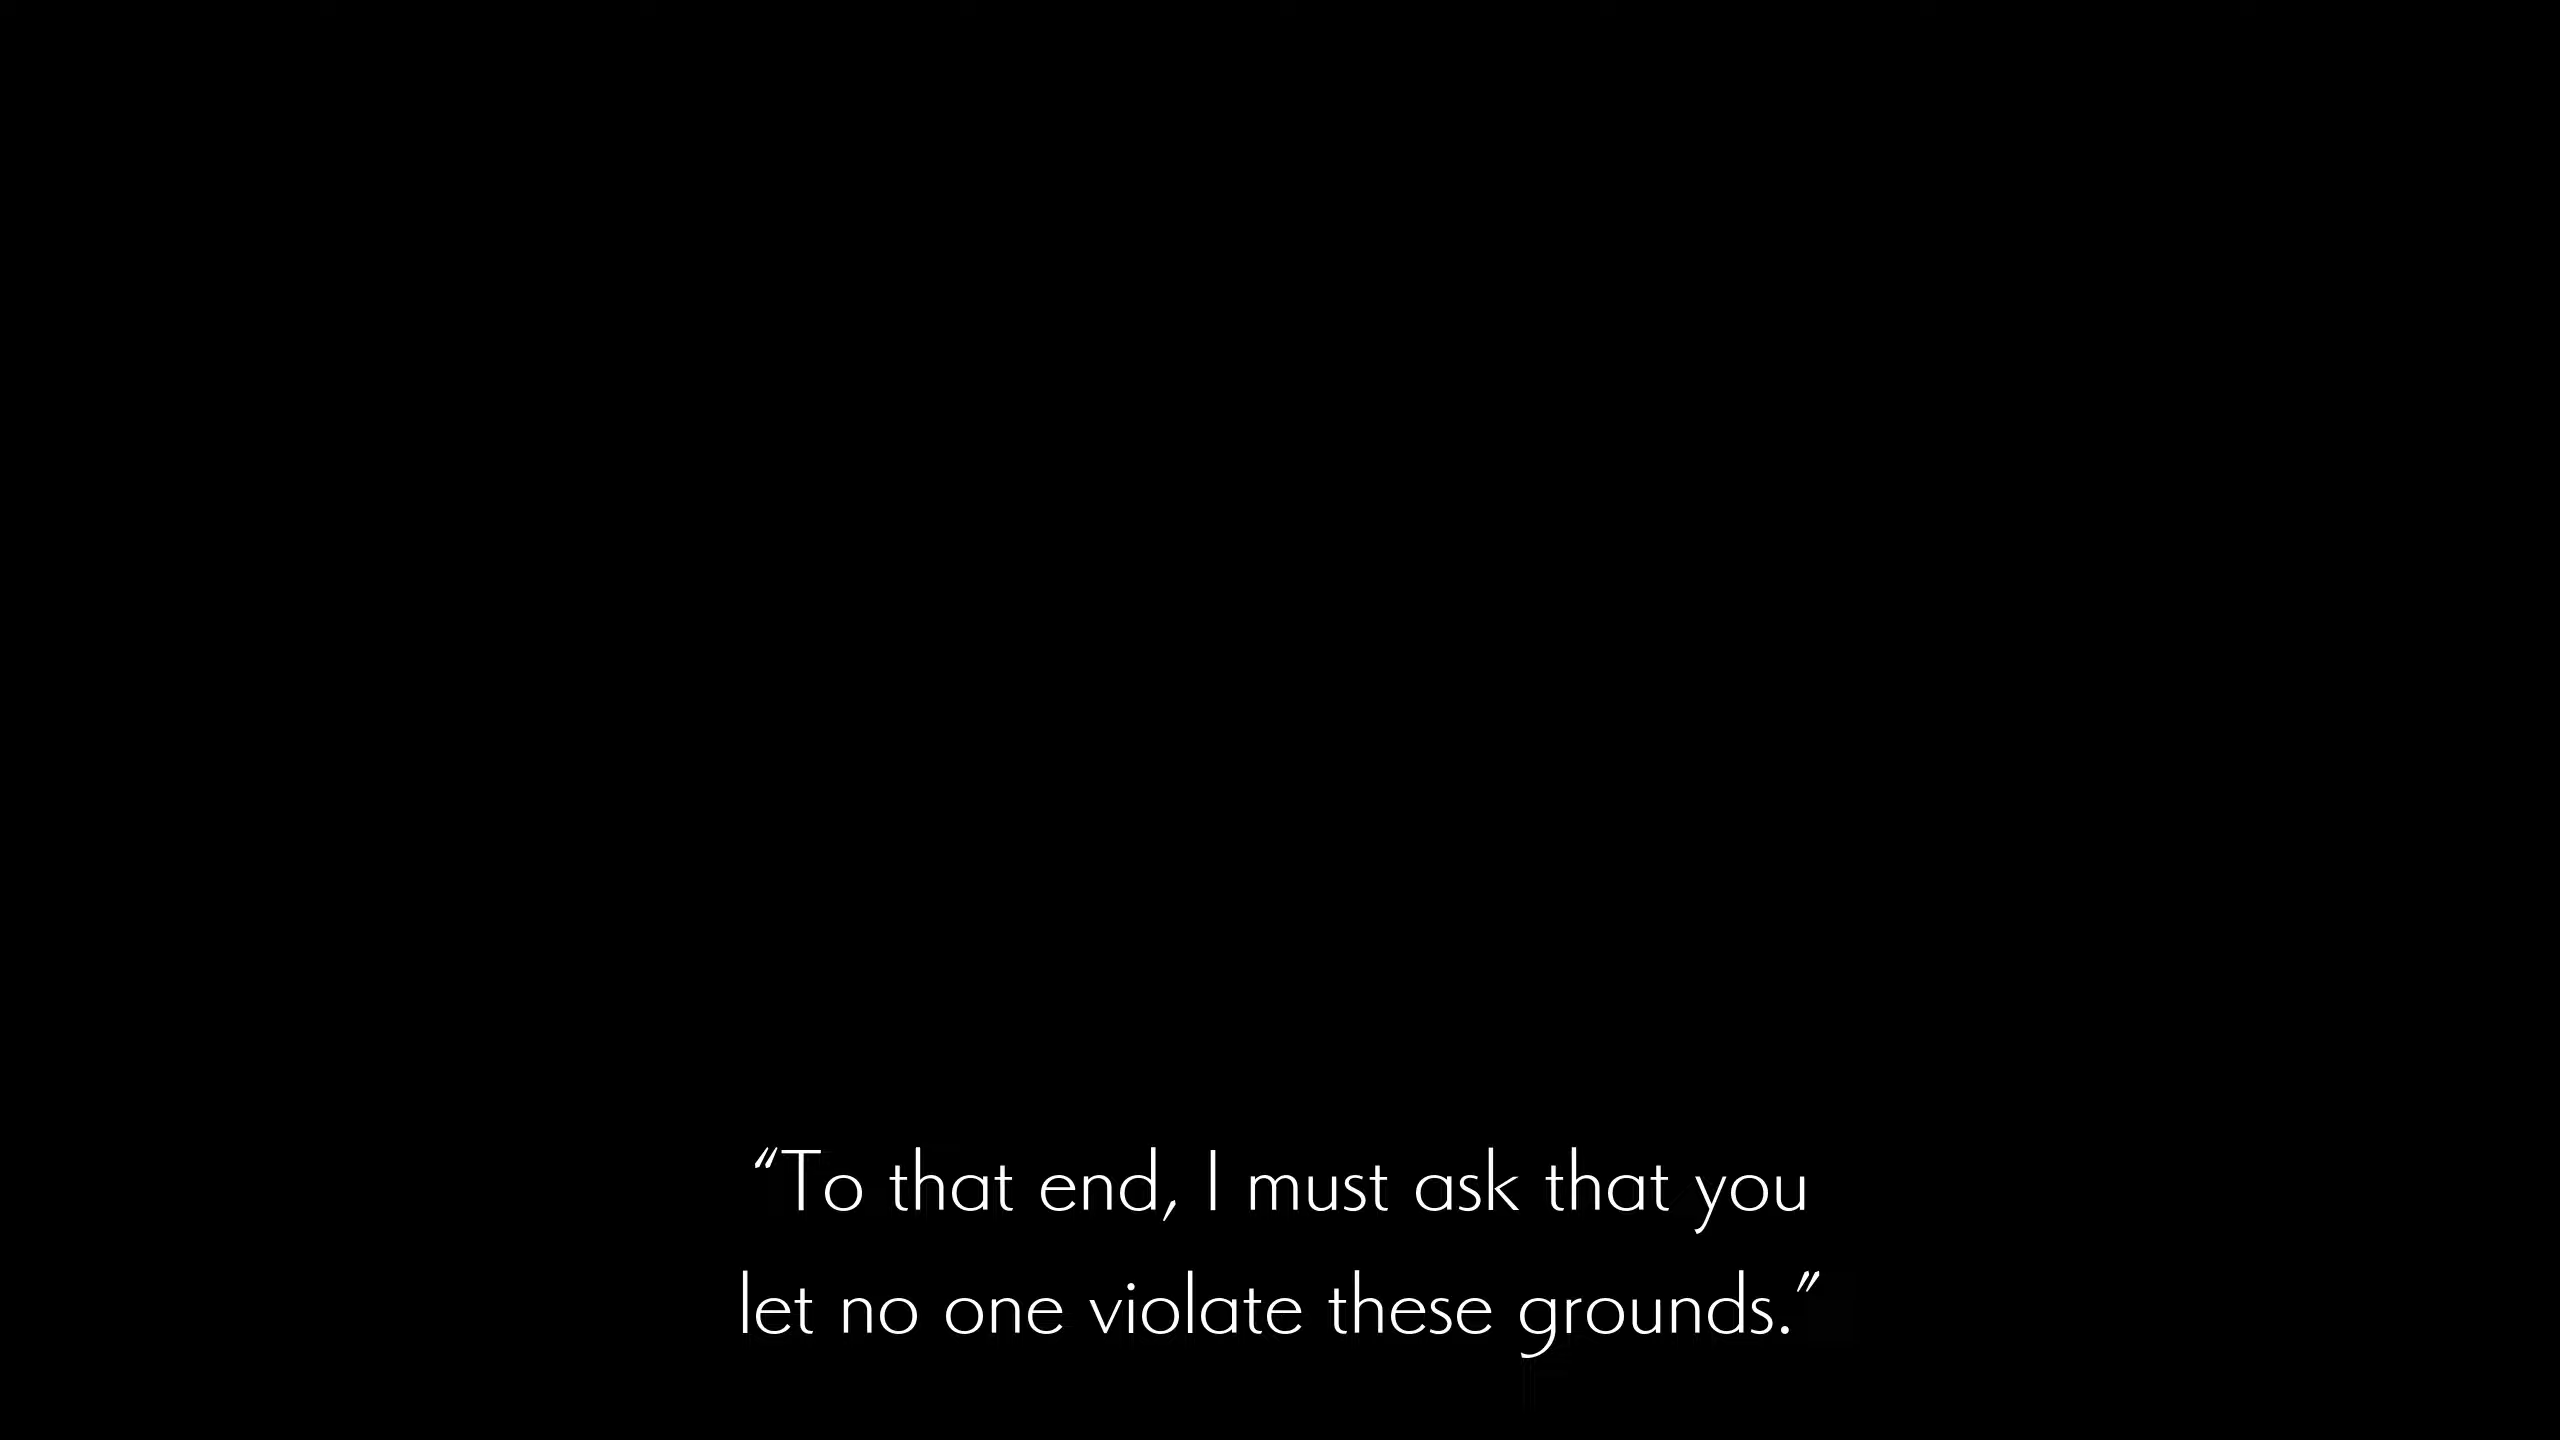 “To that end, I must ask that you
let no one violate these grounds.”